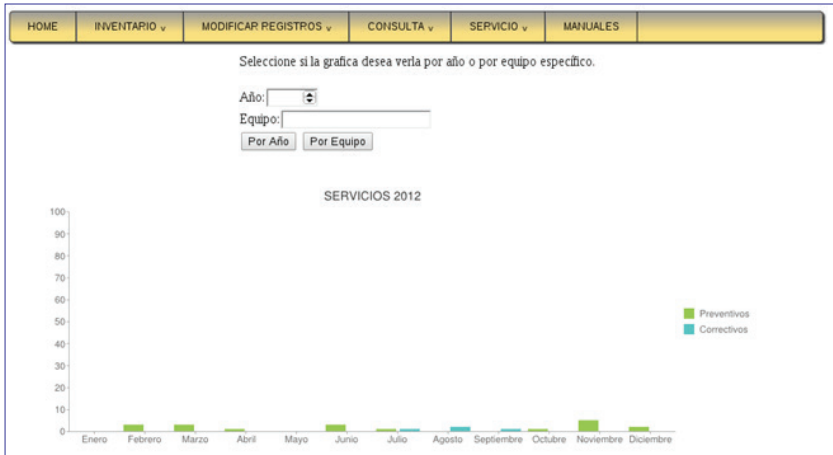 HOME INVENTARIO v MODIFICAR REGISTROS v CONSULTA v SERVICIO v MANUALES
Seleccione si la grafica desea verla por año o por equipo específico.
Año:
Equipo:
Por Año Por Equipo
SERVICIOS 2012
100
90
80
70
60
50
40
30
20
10
0
Enero Febrero Marzo Abril Mayo Junio Julio Agosto Septiembre Octubre Noviembre Diciembre
Preventivos
Correctivos